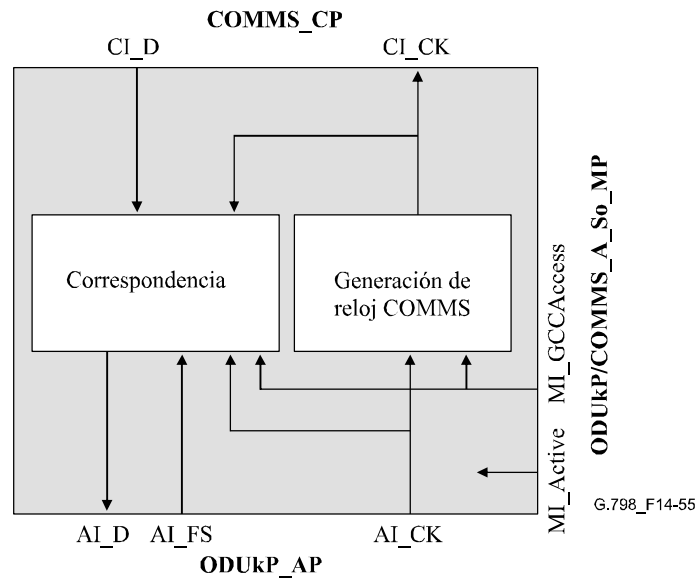 COMMS_CP
CI_D
CI_CK
Correspondencia
Generación de
reloj COMMS
MI_GCCAccess
MI_Active
ODUkP/COMMS_A_So_MP
G.798_F14-55
AI_D
AI_FS
AI_CK
ODUkP_AP